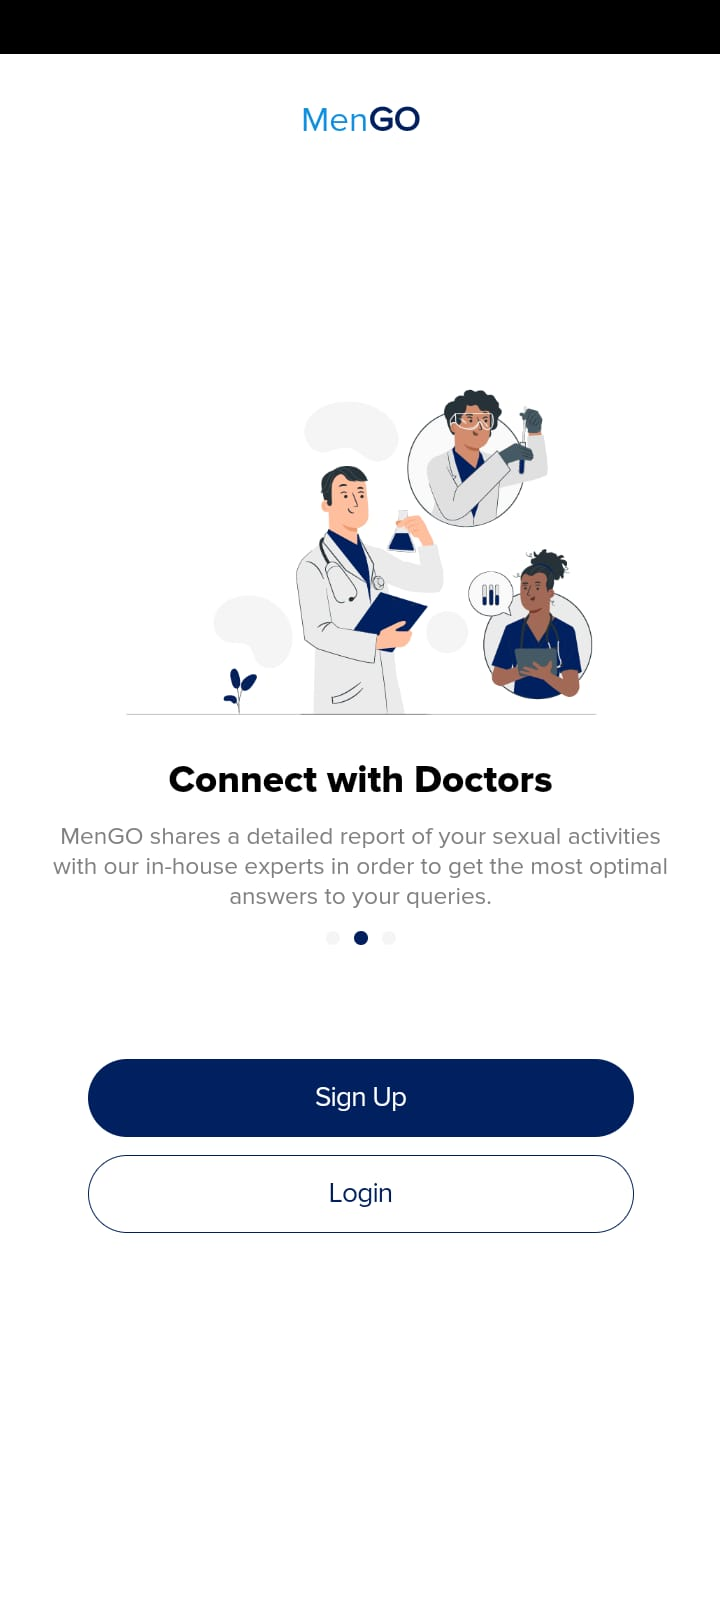 MenGO
Connect with Doctors
MenGO shares a detailed report of your sexual activities
with our in-house experts in order to get the most optimal
answers to your queries.
Sign Up
Login